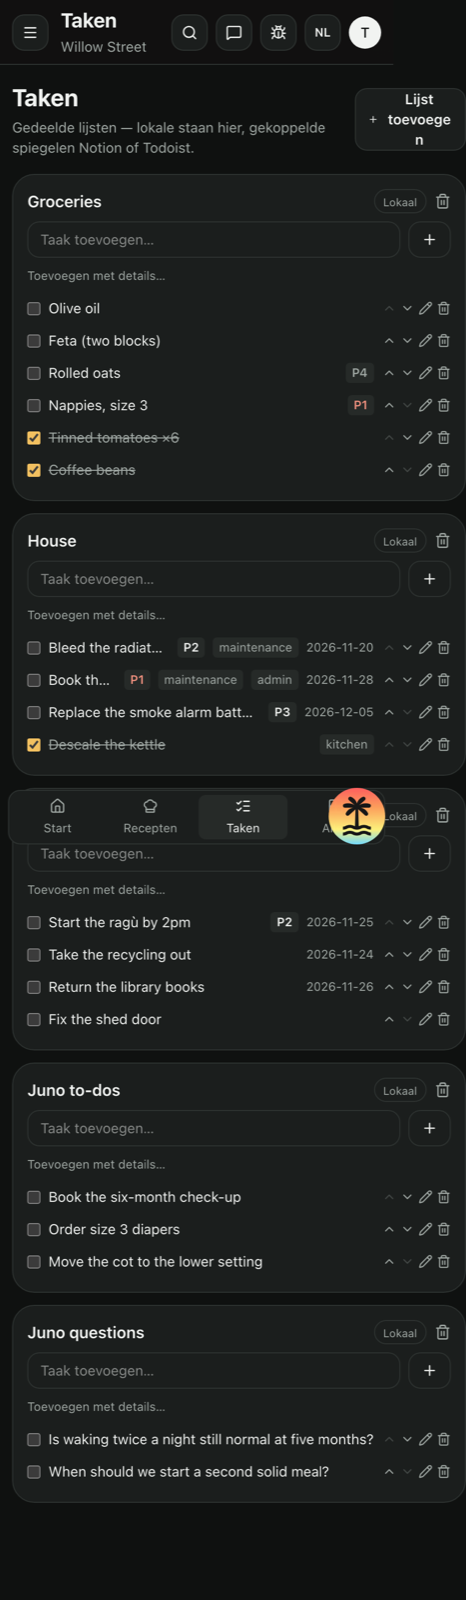 Taken
Willow Street
NL
T
Taken
Gedeelde lijsten — lokale staan hier, gekoppelde
spiegelen Notion of Todoist.
+ Lijst
toevoege
n
Groceries
Lokaal
Taak toevoegen...
+
Toevoegen met details...
Olive oil
Feta (two blocks)
Rolled oats P4
Nappies, size 3 P1
Tinned tomatoes ×6
Coffee beans
House
Lokaal
Taak toevoegen...
+
Toevoegen met details...
Bleed the radiat... P2 maintenance 2026-11-20
Book th... P1 maintenance admin 2026-11-28
Replace the smoke alarm batt... P3 2026-12-05
Descale the kettle kitchen
Lokaal
Start
Recepten
Taken
Taak toevoegen...
+
Toevoegen met details...
Start the ragù by 2pm P2 2026-11-25
Take the recycling out 2026-11-24
Return the library books 2026-11-26
Fix the shed door
Juno to-dos
Lokaal
Taak toevoegen...
+
Toevoegen met details...
Book the six-month check-up
Order size 3 diapers
Move the cot to the lower setting
Juno questions
Lokaal
Taak toevoegen...
+
Toevoegen met details...
Is waking twice a night still normal at five months?
When should we start a second solid meal?